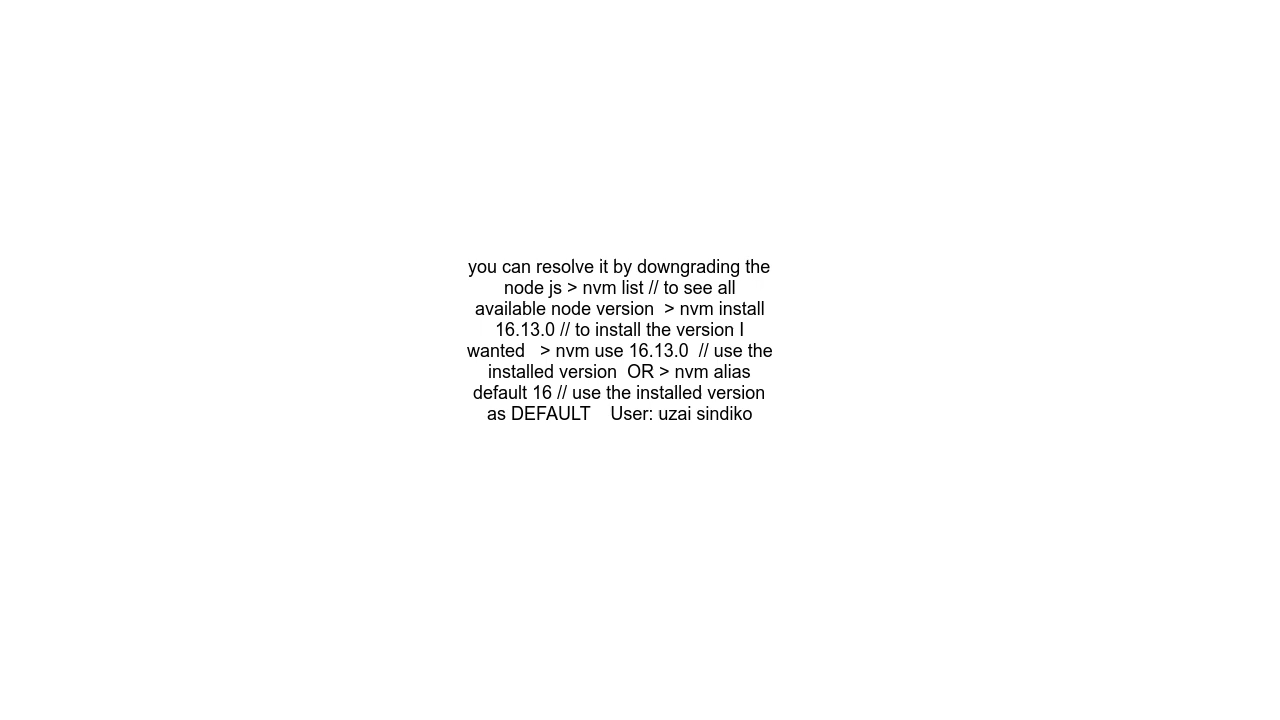 you can resolve it by downgrading the
node js > nvm list // to see all
available node version  > nvm install
16.13.0 // to install the version I
wanted   > nvm use 16.13.0  // use the
installed version  OR > nvm alias
default 16 // use the installed version
as DEFAULT    User: uzai sindiko